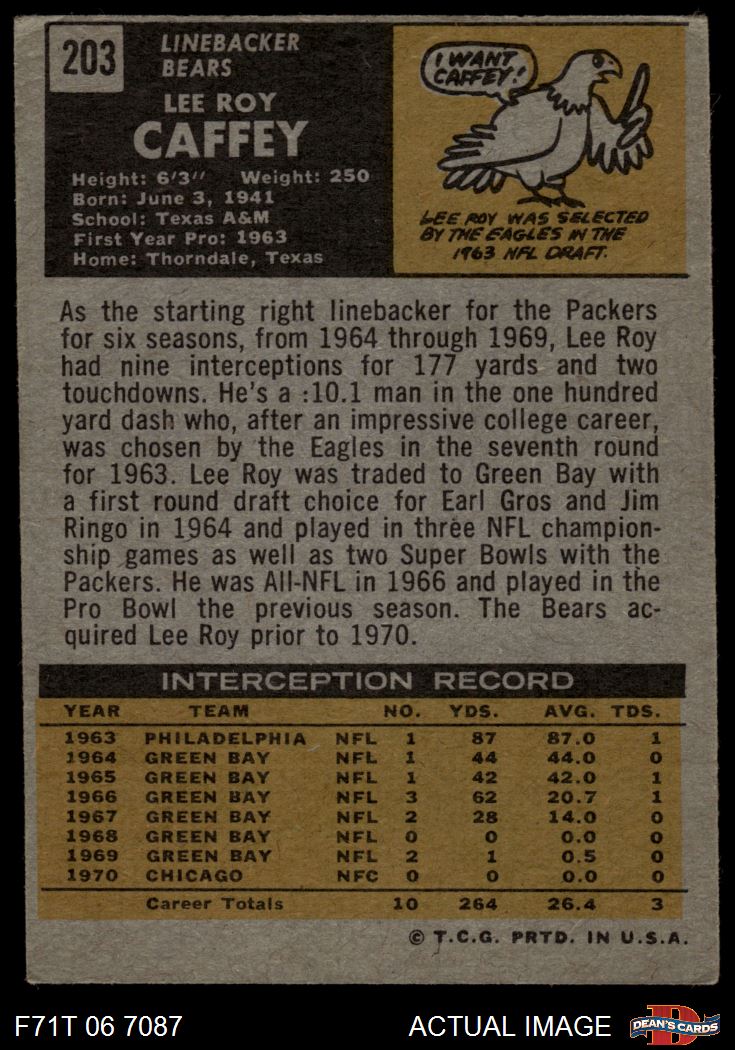 203
LINEBACKER
BEARS
LEE ROY
CAFFEY
Height: 6'3" Weight: 250
Born: June 3, 1941
School: Texas A&M
First Year Pro: 1963
Home: Thorndale, Texas
I WANT
CAFFEY!
LEE ROY WAS SELECTED
BY THE EAGLES IN THE
1963 NFL DRAFT.
As the starting right linebacker for the Packers
for six seasons, from 1964 through 1969, Lee Roy
had nine interceptions for 177 yards and two
touchdowns. He's a :10.1 man in the one hundred
yard dash who, after an impressive college career,
was chosen by the Eagles in the seventh round
for 1963. Lee Roy was traded to Green Bay with
a first round draft choice for Earl Gros and Jim
Ringo in 1964 and played in three NFL champion-
ship games as well as two Super Bowls with the
Packers. He was All-NFL in 1966 and played in the
Pro Bowl the previous season. The Bears ac-
quired Lee Roy prior to 1970.
INTERCEPTION RECORD
YEAR TEAM NO. YDS. AVG. TDS.
1963 PHILADELPHIA NFL 1 87 87.0 1
1964 GREEN BAY NFL 1 44 44.0 0
1965 GREEN BAY NFL 1 42 42.0 1
1966 GREEN BAY NFL 3 62 20.7 1
1967 GREEN BAY NFL 2 28 14.0 0
1968 GREEN BAY NFL 0 0 0.0 0
1969 GREEN BAY NFL 2 1 0.5 0
1970 CHICAGO NFC 0 0 0.0 0
Career Totals 10 264 26.4 3
© T.C.G. PRTD. IN U.S.A.
F71T 06 7087 ACTUAL IMAGE D DEAN'S CARDS